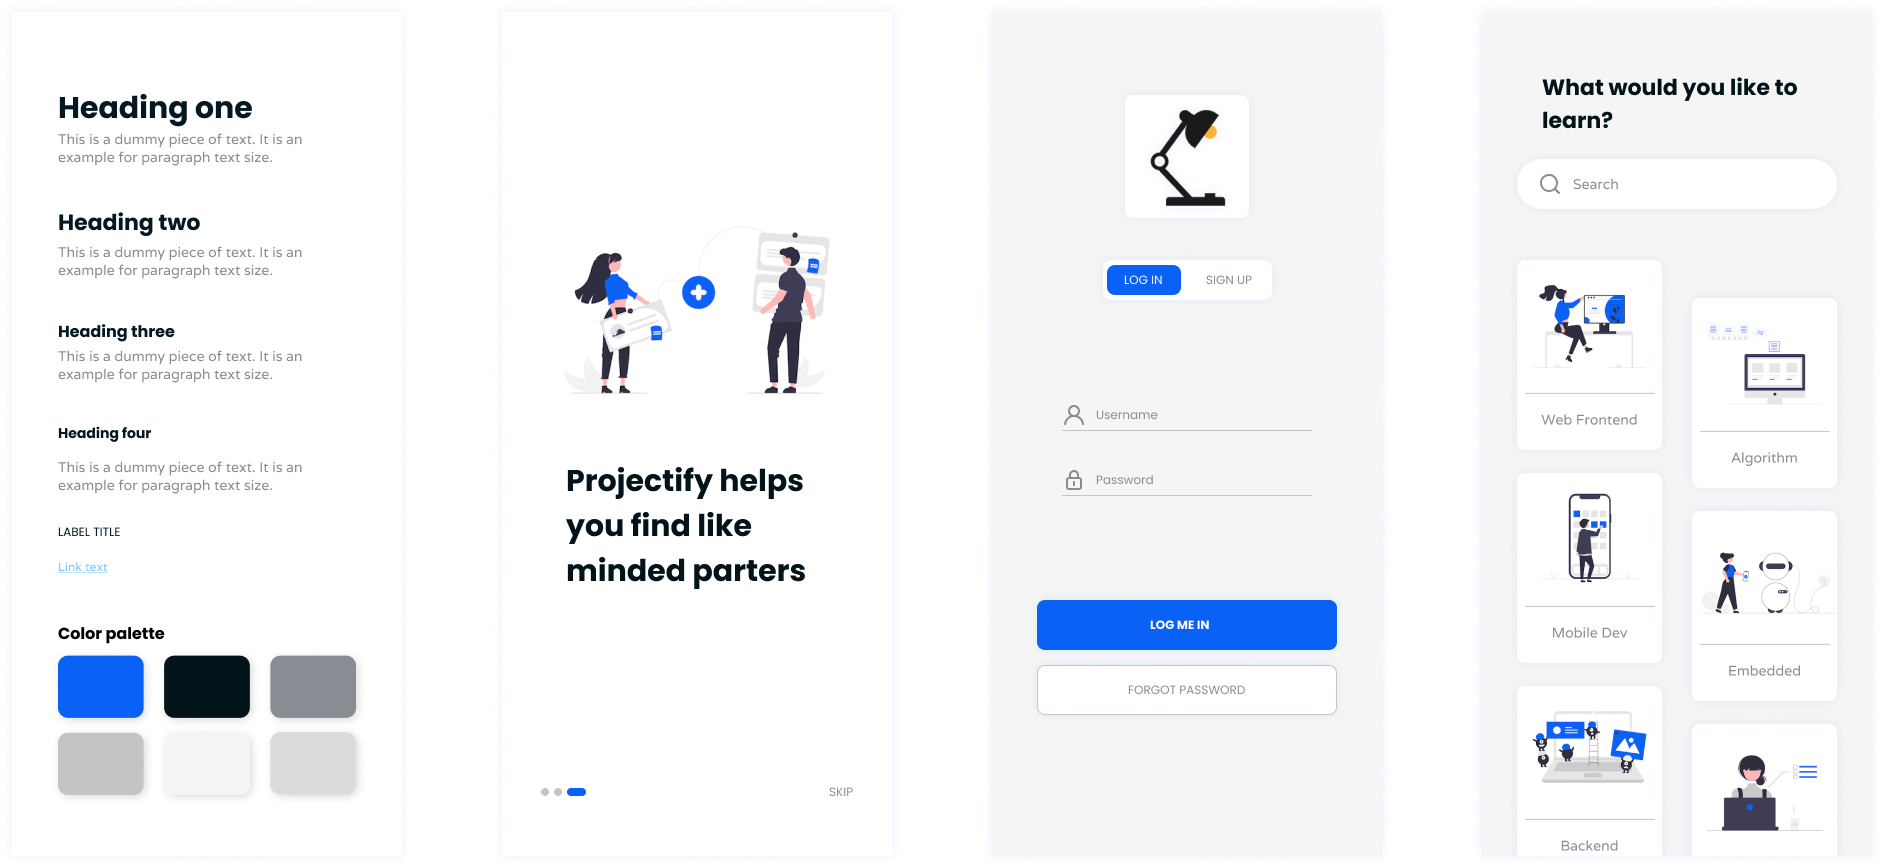 Heading one
This is a dummy piece of text. It is an
example for paragraph text size.
Heading two
This is a dummy piece of text. It is an
example for paragraph text size.
Heading three
This is a dummy piece of text. It is an
example for paragraph text size.
Heading four
This is a dummy piece of text. It is an
example for paragraph text size.
LABEL TITLE
Link text
Color palette
Projectify helps
you find like
minded parters
SKIP
LOG IN
SIGN UP
Username
Password
LOG ME IN
FORGOT PASSWORD
What would you like to
learn?
Search
Web Frontend
Algorithm
Mobile Dev
Embedded
Backend